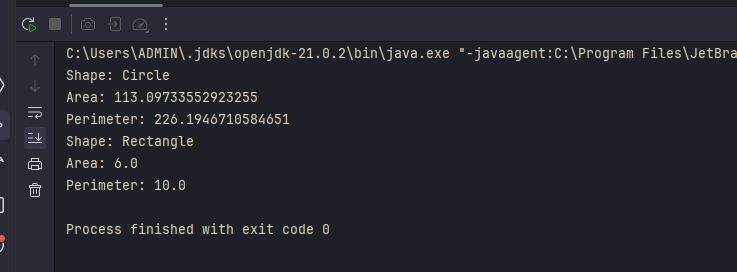 C:\Users\ADMIN\.jdks\openjdk-21.0.2\bin\java.exe "-javaagent:C:\Program Files\JetBra
Shape: Circle
Area: 113.09733552923255
Perimeter: 226.1946710584651
Shape: Rectangle
Area: 6.0
Perimeter: 10.0
Process finished with exit code 0